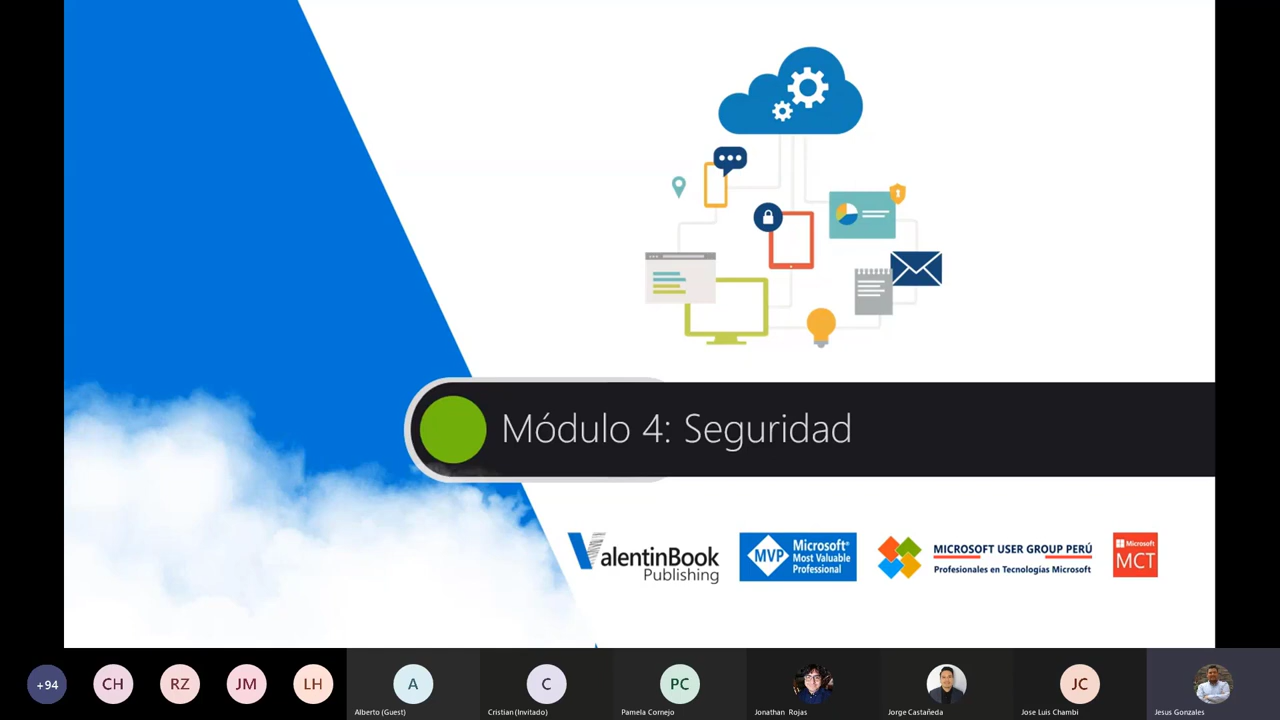 Módulo 4: Seguridad
ValentinBook
Publishing
MVP
Microsoft®
Most Valuable
Professional
MICROSOFT USER GROUP PERÚ
Profesionales en Tecnologías Microsoft
Microsoft
MCT
+94
CH
RZ
JM
LH
A
C
PC
JC
Alberto (Guest)
Cristian (Invitado)
Pamela Cornejo
Jonathan Rojas
Jorge Castañeda
Jose Luis Chambi
Jesus Gonzales